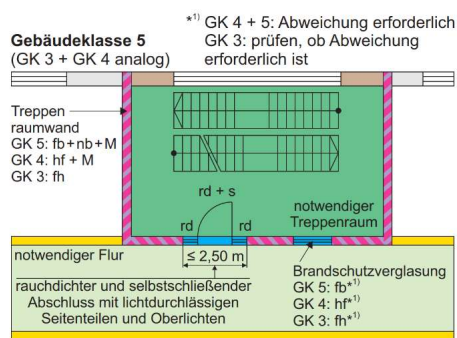 Gebäudeklasse 5
(GK 3 + GK 4 analog)
*1) GK 4 + 5: Abweichung erforderlich
GK 3: prüfen, ob Abweichung
erforderlich ist
Treppen
raumwand
GK 5: fb+nb+M
GK 4: hf + M
GK 3: fh
rd + s
rd
rd
notwendiger
Treppenraum
notwendiger Flur
≤ 2,50 m
rauchdichter und selbstschließender
Abschluss mit lichtdurchlässigen
Seitenteilen und Oberlichten
Brandschutzverglasung
GK 5: fb*1)
GK 4: hf*1)
GK 3: fh*1)